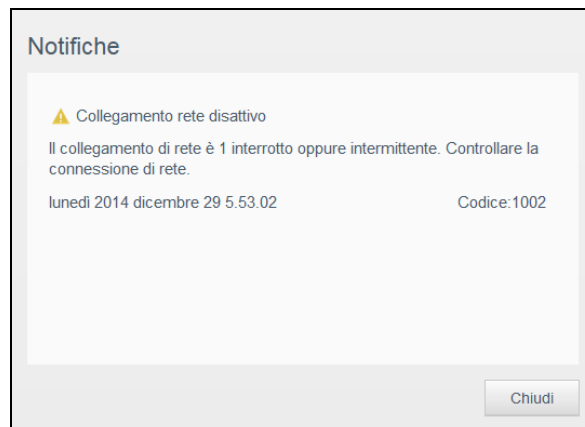 Notifiche
Collegamento rete disattivo
Il collegamento di rete è 1 interrotto oppure intermittente. Controllare la
connessione di rete.
lunedì 2014 dicembre 29 5.53.02 Codice:1002
Chiudi